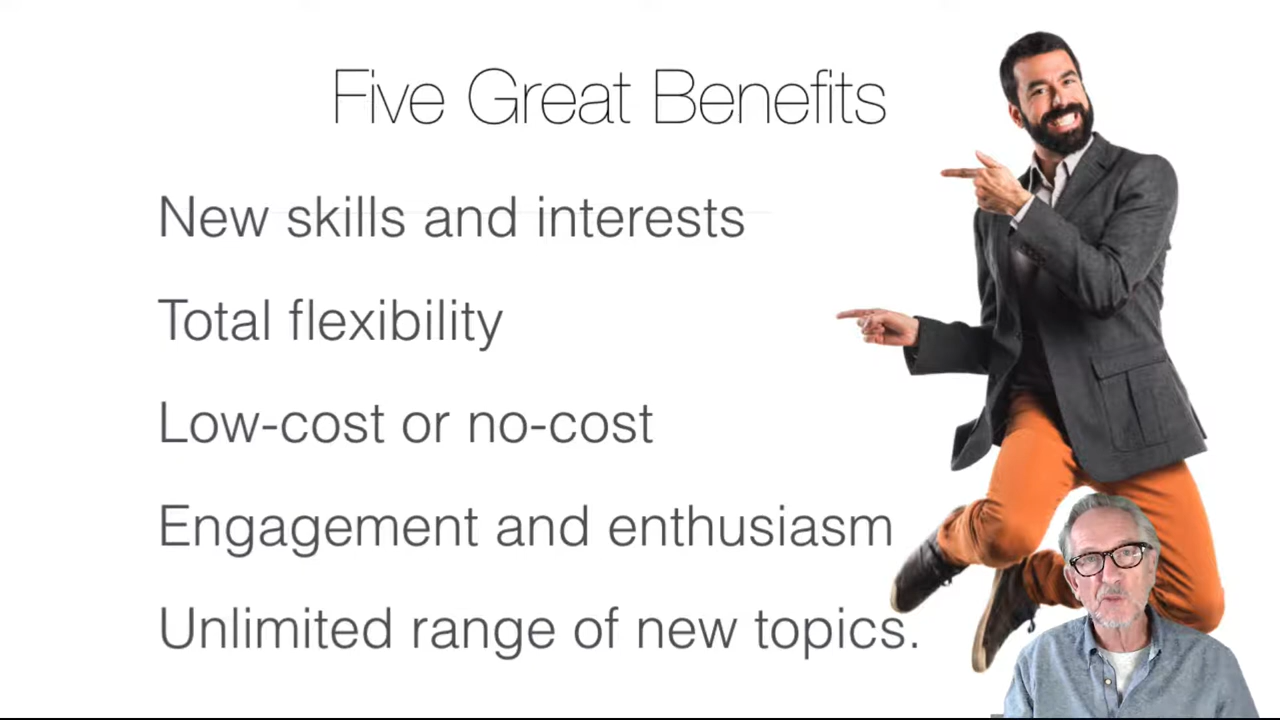 Five Great Benefits
New skills and interests
Total flexibility
Low-cost or no-cost
Engagement and enthusiasm
Unlimited range of new topics.